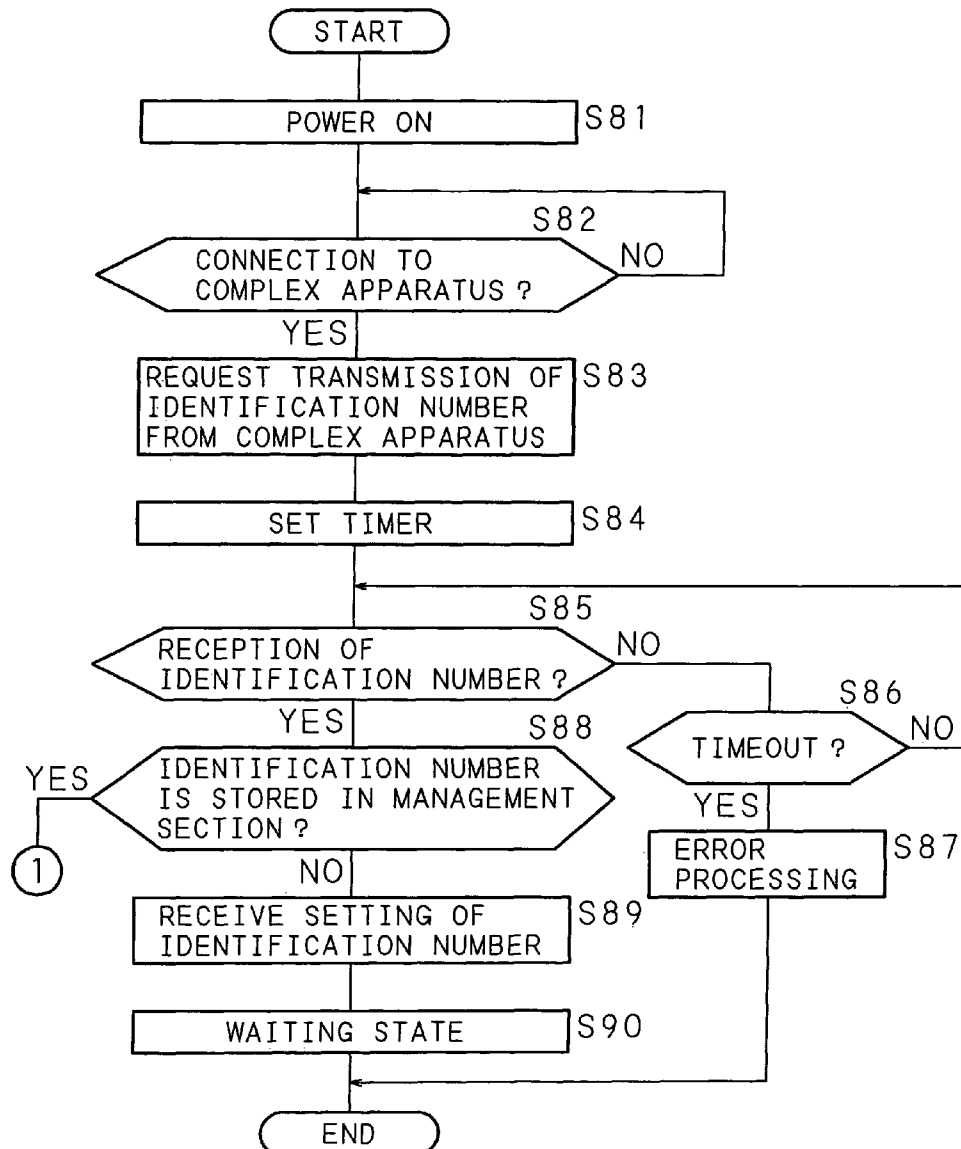 START
POWER ON
S81
S82
CONNECTION TO
COMPLEX APPARATUS?
NO
YES
REQUEST TRANSMISSION OF
IDENTIFICATION NUMBER
FROM COMPLEX APPARATUS
S83
SET TIMER
S84
S85
RECEPTION OF
IDENTIFICATION NUMBER?
NO
YES
S86
TIMEOUT?
NO
YES
ERROR
PROCESSING
S87
S88
IDENTIFICATION NUMBER
IS STORED IN MANAGEMENT
SECTION?
YES
1
NO
RECEIVE SETTING OF
IDENTIFICATION NUMBER
S89
WAITING STATE
S90
END